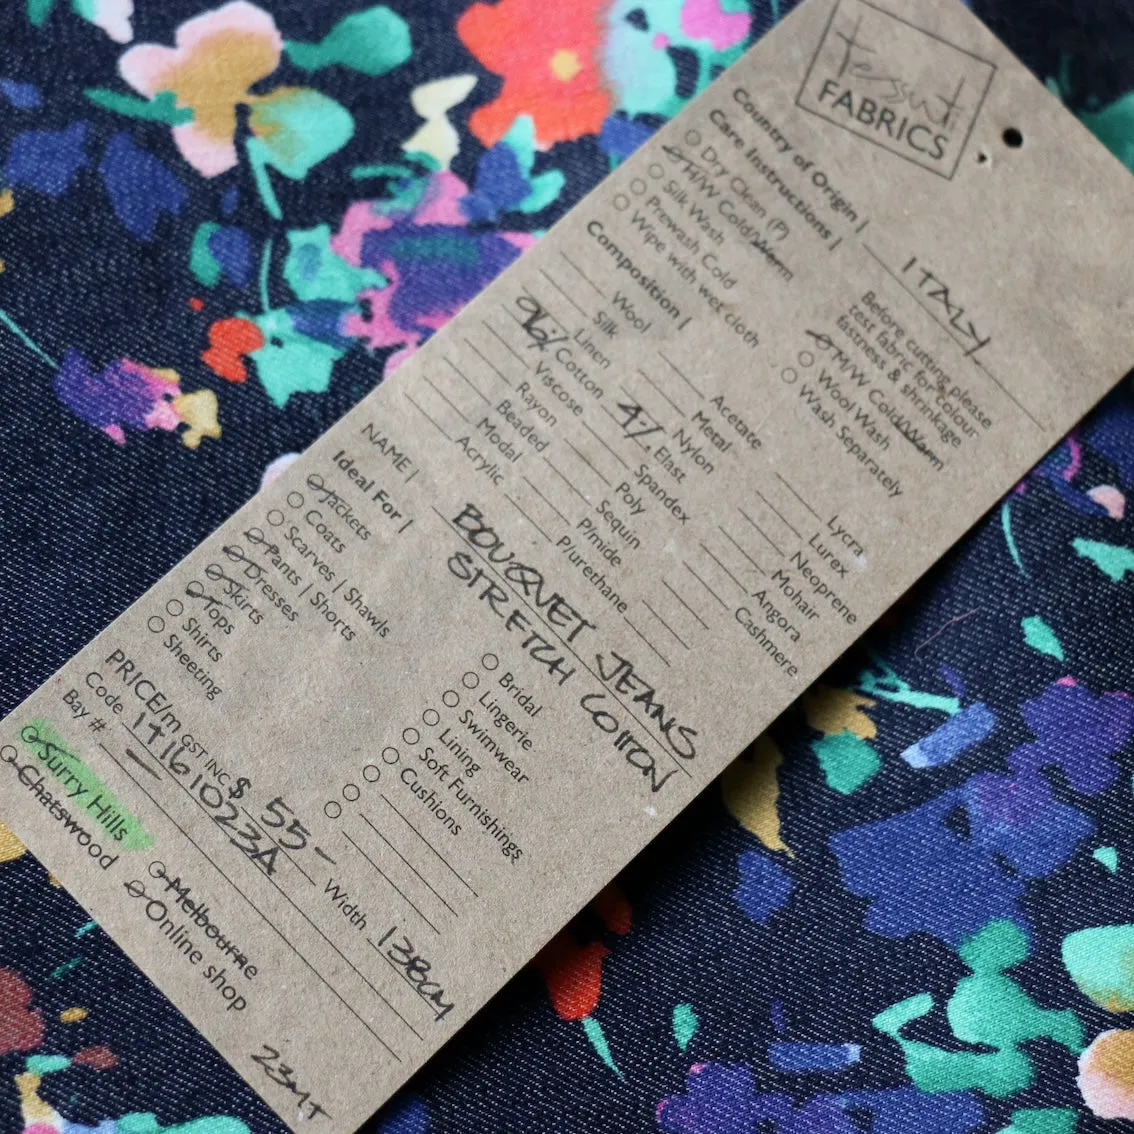 tessuti
FABRICS
Country of Origin | ITALY
Care Instructions |
Dry Clean (P)
H/W Cold/Warm
Silk Wash
Prewash Cold
Wipe with wet cloth
Before cutting please
test fabric for colour
fastness & shrinkage
M/W Cold/Warm
Wool Wash
Wash Separately
Composition |
Wool
Silk
Linen
96% Cotton
Viscose
Rayon
Beaded
Modal
Acrylic
Acetate
Metal
Nylon
4% Elast
Spandex
Poly
Sequin
P/mide
P/urethane
Lycra
Lurex
Neoprene
Mohair
Angora
Cashmere
NAME | BOUQUET JEANS
STRETCH COTTON
Ideal For |
Jackets
Coats
Scarves | Shawls
Pants | Shorts
Dresses
Skirts
Tops
Shirts
Sheeting
Bridal
Lingerie
Swimwear
Lining
Soft Furnishings
Cushions
PRICE/m GST INC $ 55-
Width 138cm
Code 14161023A
Bay # —
Surry Hills
Chatswood
Melbourne
Online shop
23MT